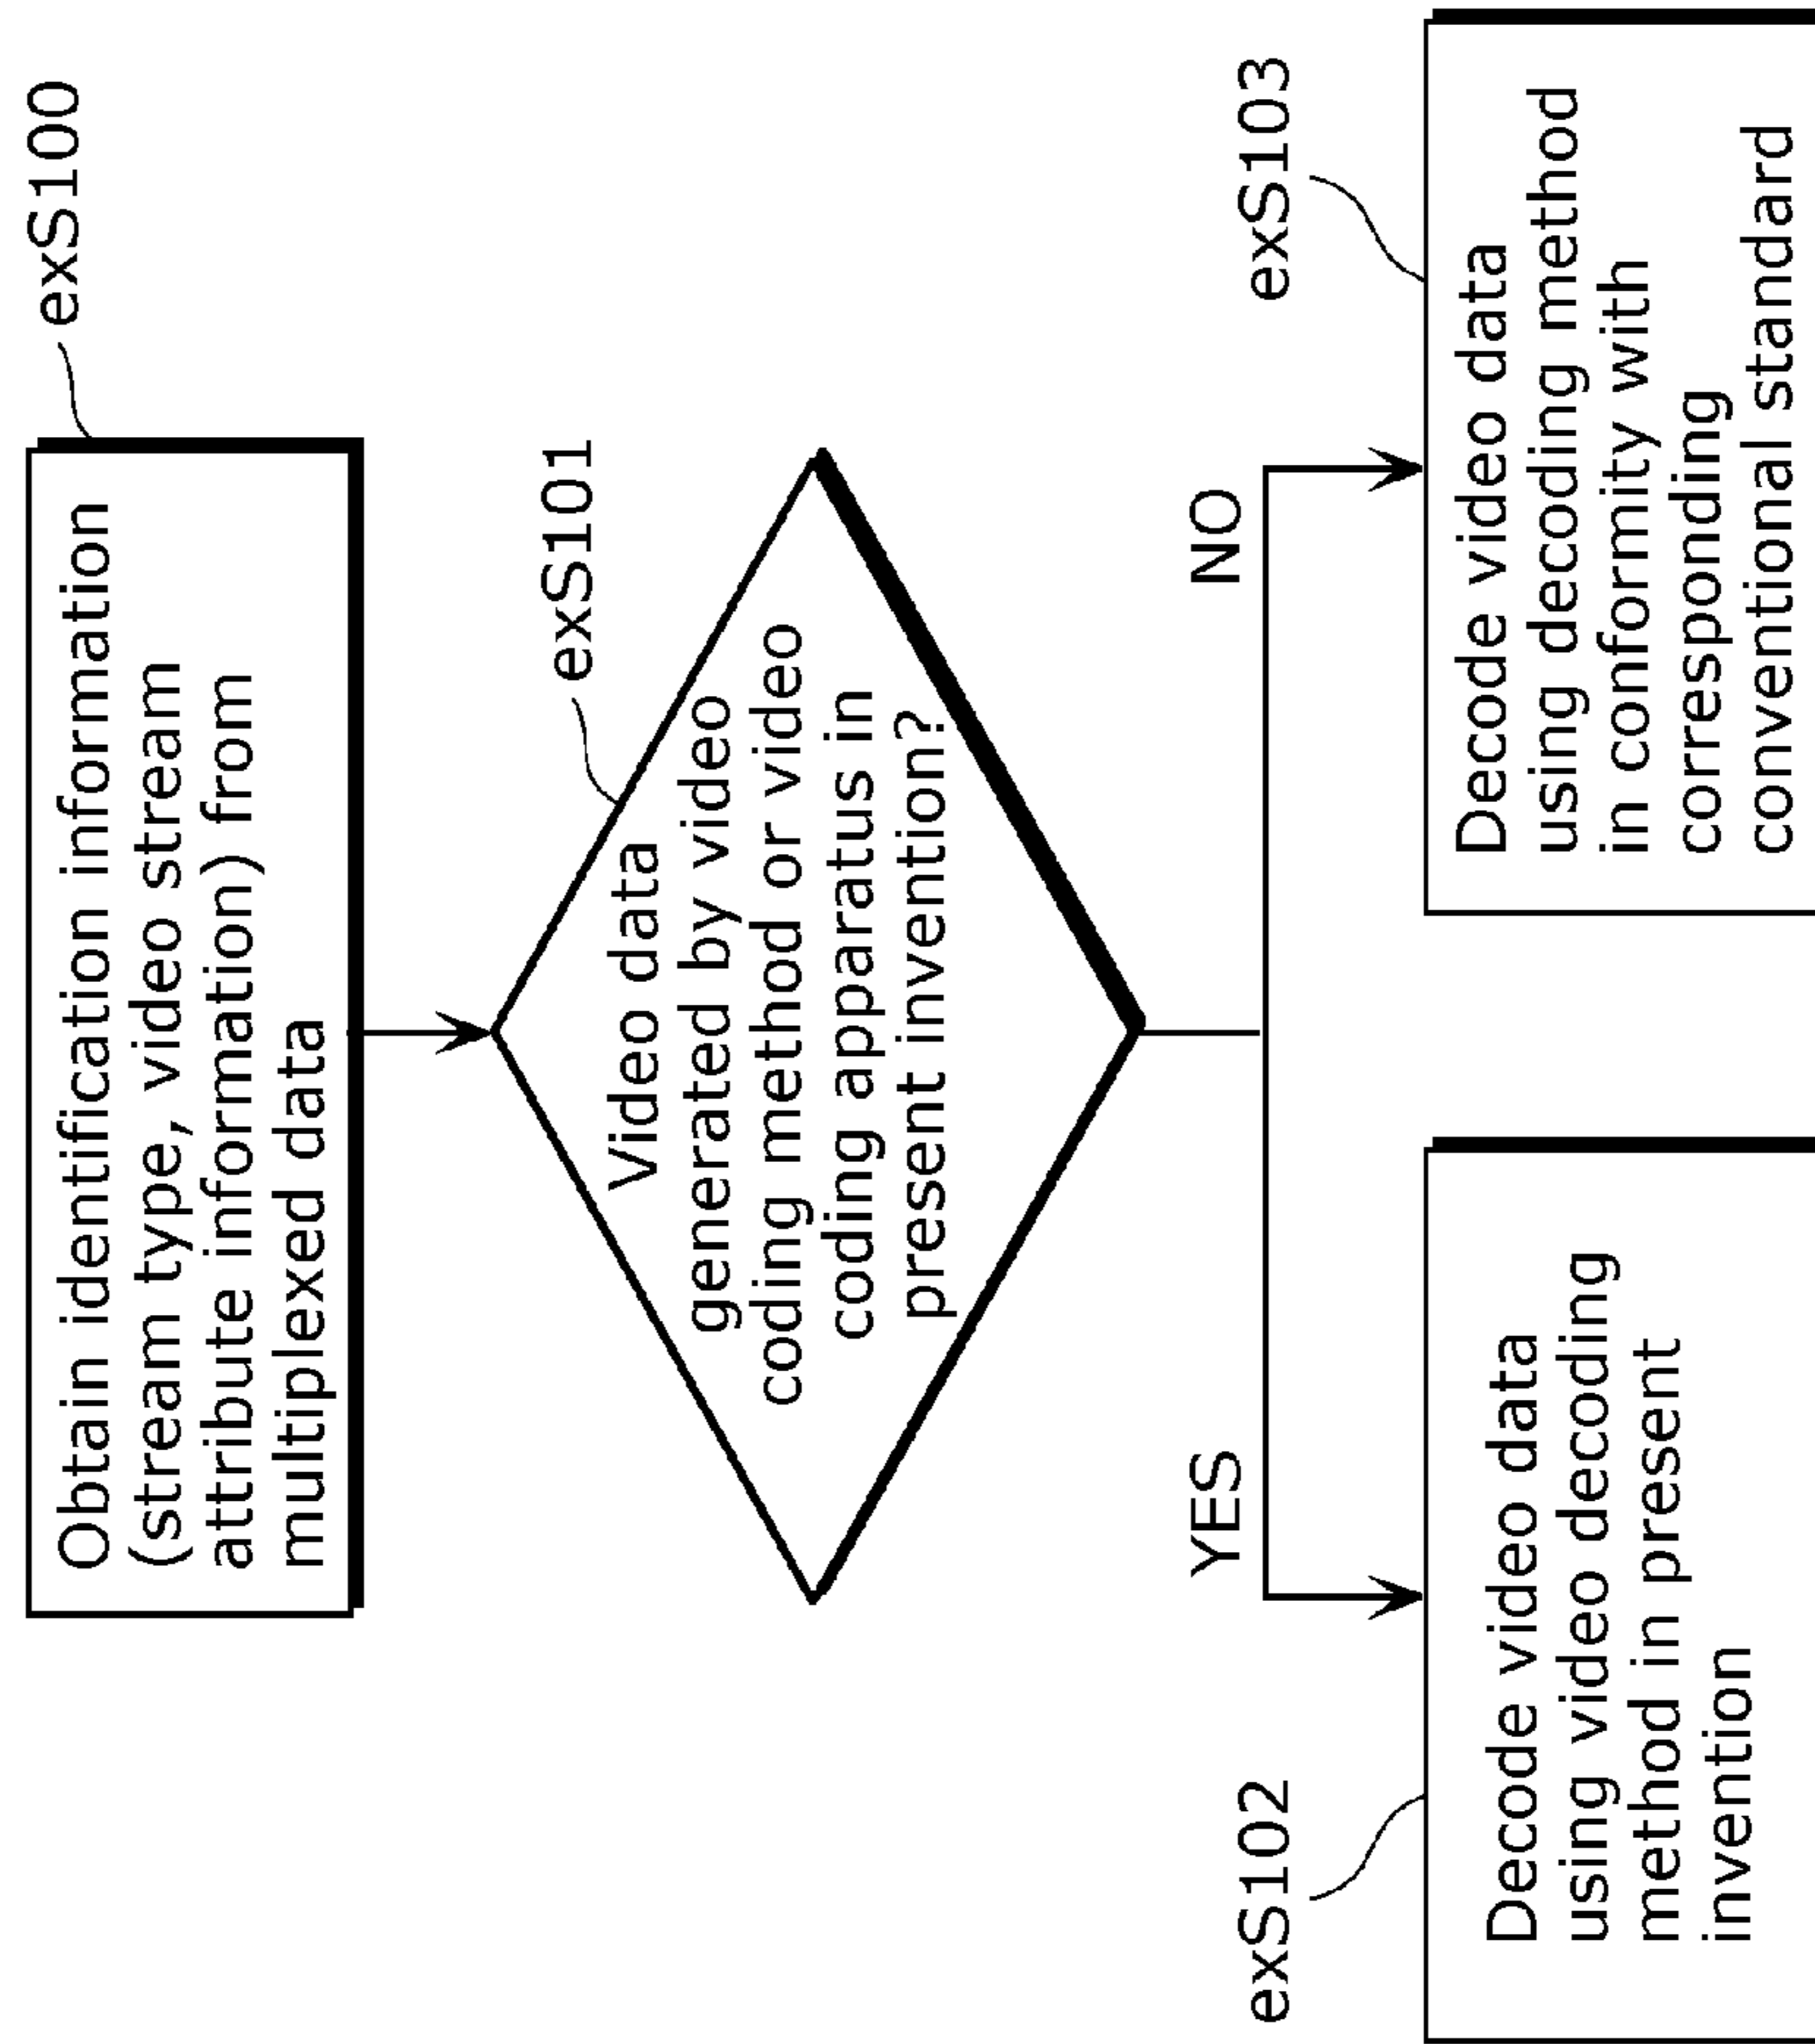 exS100
Obtain identification information
(stream type, video stream
attribute information) from
multiplexed data
exS101
Video data
generated by video
coding method or video
coding apparatus in
present invention?
YES
NO
exS102
exS103
Decode video data
using video decoding
method in present
invention
Decode video data
using decoding method
in conformity with
corresponding
conventional standard